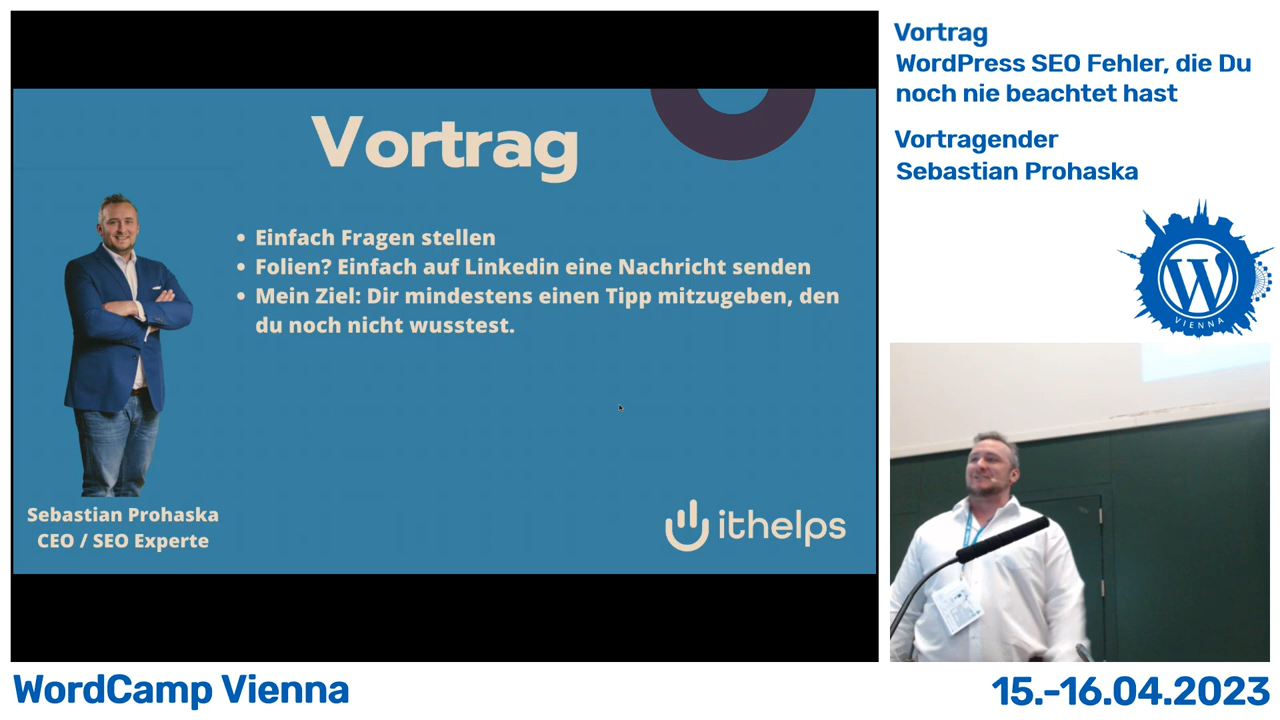 Vortrag
Einfach Fragen stellen
Folien? Einfach auf Linkedin eine Nachricht senden
Mein Ziel: Dir mindestens einen Tipp mitzugeben, den
du noch nicht wusstest.
Sebastian Prohaska
CEO / SEO Experte
ithelps
Vortrag
WordPress SEO Fehler, die Du
noch nie beachtet hast
Vortragender
Sebastian Prohaska
W
VIENNA
WordCamp Vienna
15.-16.04.2023